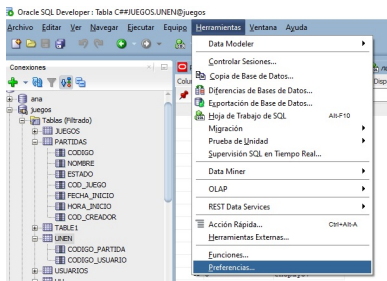 Oracle SQL Developer : Tabla C##JUEGOS.UNEN@juegos
Archivo Editar Ver Navegar Ejecutar Equipo Herramientas Ventana Ayuda
Conexiones
ana
juegos
Tablas (Filtrado)
JUEGOS
PARTIDAS
CODIGO
NOMBRE
ESTADO
COD_JUEGO
FECHA_INICIO
HORA_INICIO
COD_CREADOR
TABLE1
UNEN
CODIGO_PARTIDA
CODIGO_USUARIO
USUARIOS
Data Modeler
Controlar Sesiones...
Copia de Base de Datos...
Diferencias de Bases de Datos...
Exportación de Base de Datos...
Hoja de Trabajo de SQL Alt-F10
Migración
Prueba de Unidad
Supervisión SQL en Tiempo Real...
Data Miner
OLAP
REST Data Services
Acción Rápida... Ctrl+Alt-A
Herramientas Externas...
Funciones...
Preferencias...